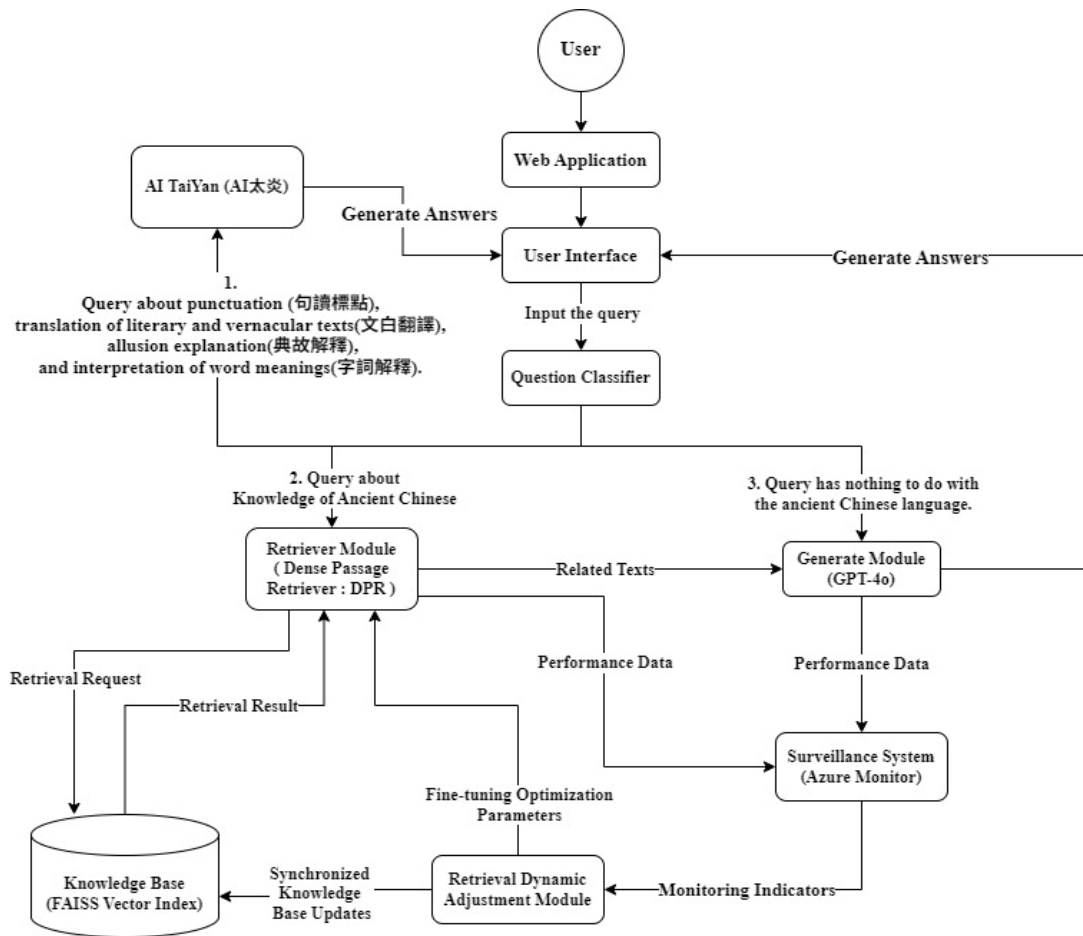 User
Web Application
AI TaiYan (AI太炎)
Generate Answers
User Interface
Generate Answers
1.
Query about punctuation (句讀標點),
translation of literary and vernacular texts(文白翻譯),
allusion explanation(典故解釋),
and interpretation of word meanings(字詞解釋).
Input the query
Question Classifier
2. Query about
Knowledge of Ancient Chinese
3. Query has nothing to do with
the ancient Chinese language.
Retriever Module
( Dense Passage
Retriever : DPR )
Related Texts
Generate Module
(GPT-4o)
Retrieval Request
Retrieval Result
Performance Data
Performance Data
Surveillance System
(Azure Monitor)
Fine-tuning Optimization
Parameters
Knowledge Base
(FAISS Vector Index)
Synchronized
Knowledge
Base Updates
Retrieval Dynamic
Adjustment Module
Monitoring Indicators